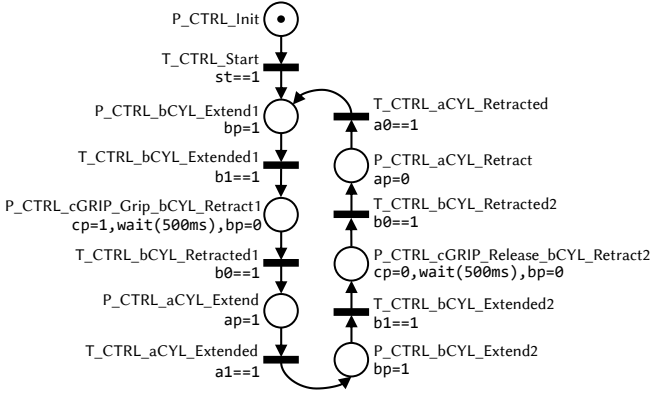 P_CTRL_Init
T_CTRL_Start
st==1
P_CTRL_bCYL_Extend1
bp=1
T_CTRL_bCYL_Extended1
b1==1
P_CTRL_cGRIP_Grip_bCYL_Retract1
cp=1,wait(500ms),bp=0
T_CTRL_bCYL_Retracted1
b0==1
P_CTRL_aCYL_Extend
ap=1
T_CTRL_aCYL_Extended
a1==1
T_CTRL_aCYL_Retracted
a0==1
P_CTRL_aCYL_Retract
ap=0
T_CTRL_bCYL_Retracted2
b0==1
P_CTRL_cGRIP_Release_bCYL_Retract2
cp=0,wait(500ms),bp=0
T_CTRL_bCYL_Extended2
b1==1
P_CTRL_bCYL_Extend2
bp=1